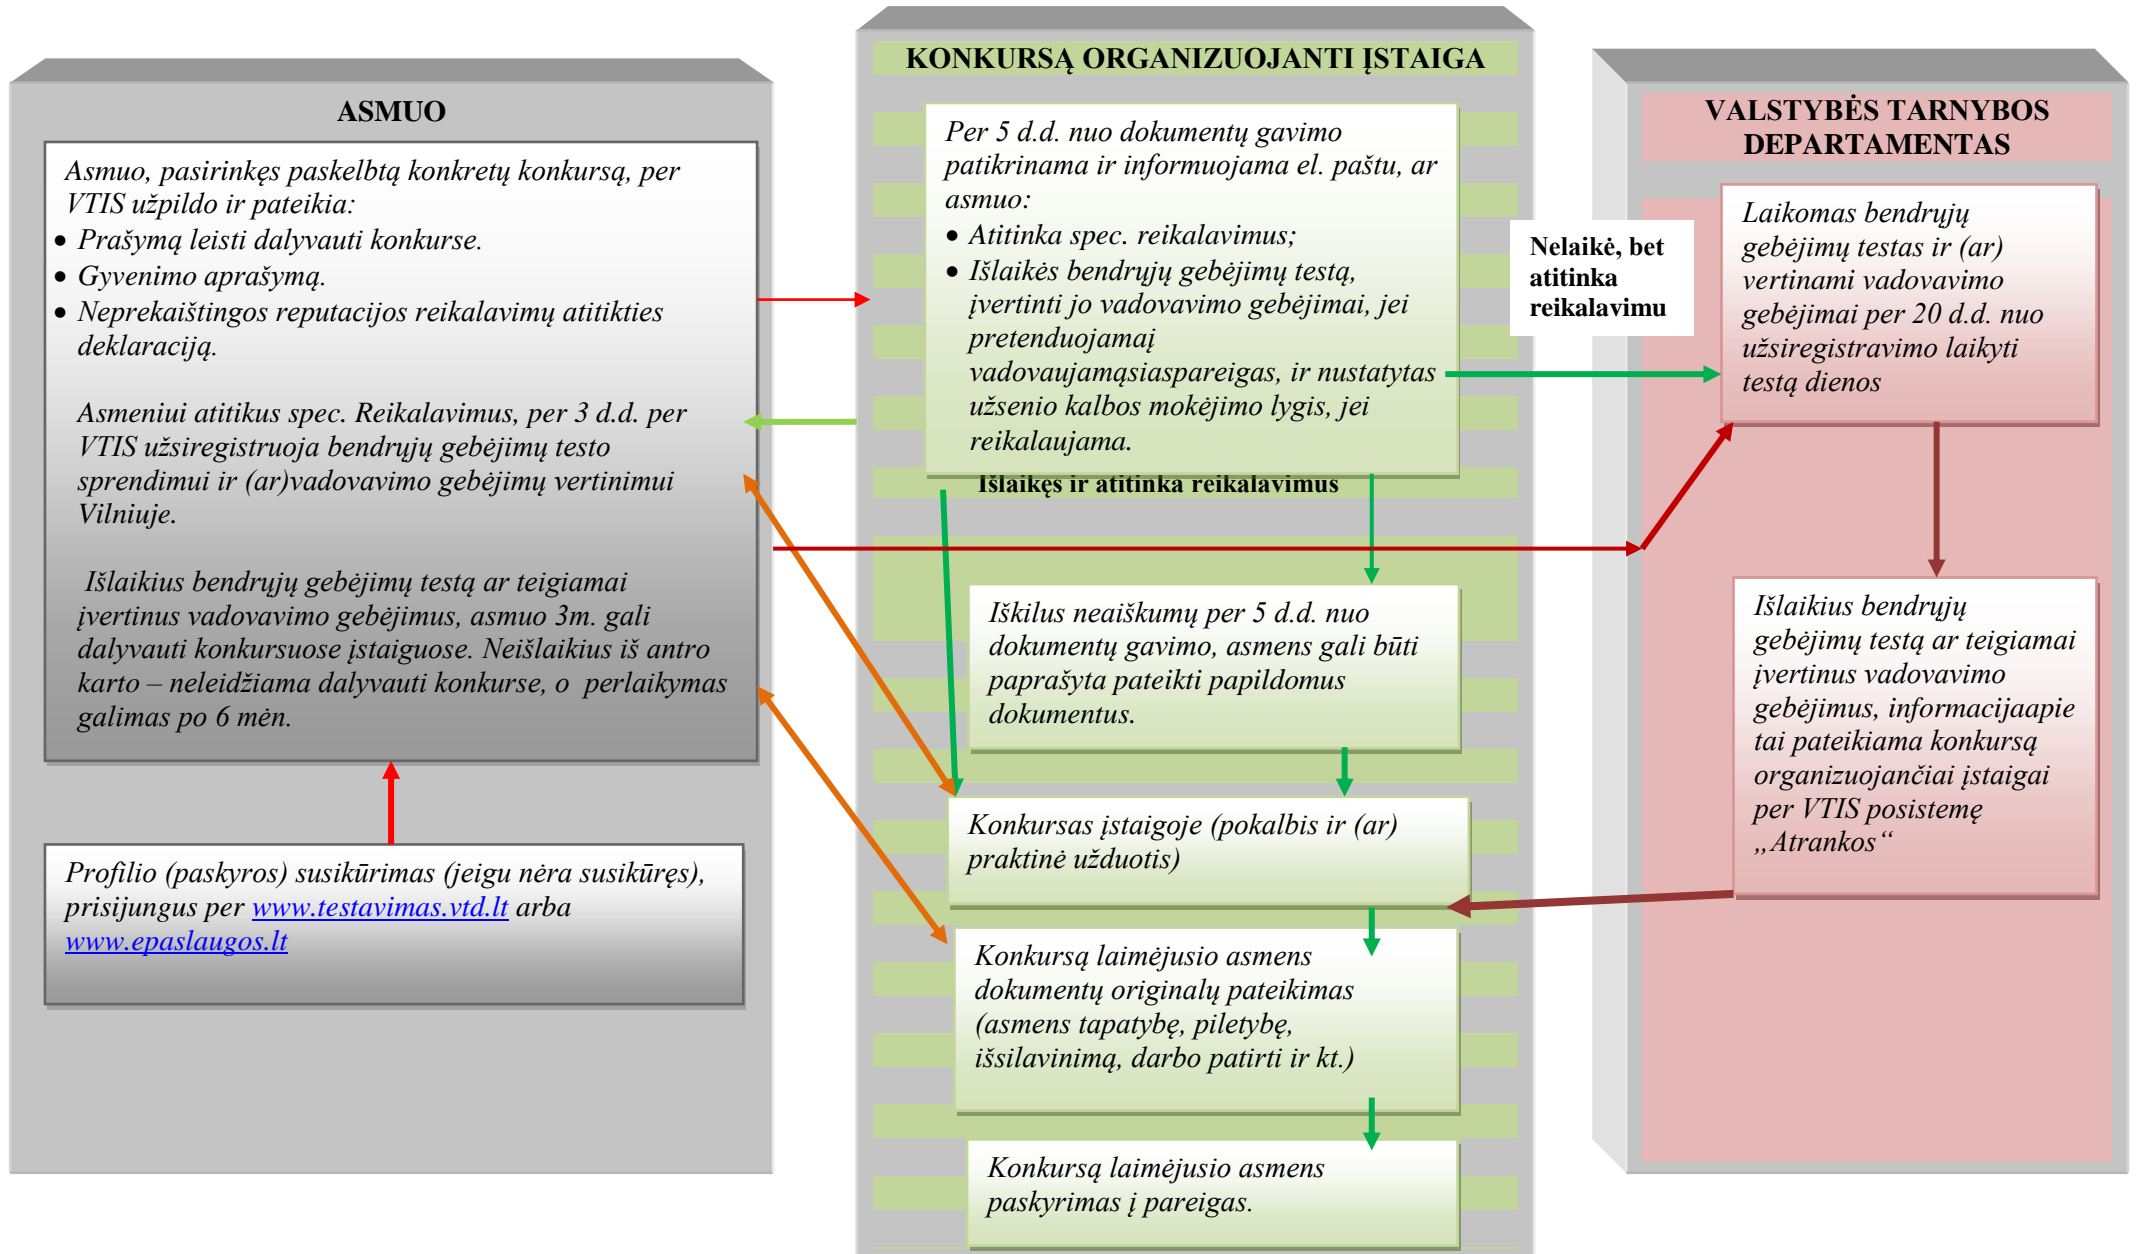 ASMUO
Asmuo, pasirinkęs paskelbtą konkretų konkursą, per
VTIS užpildo ir pateikia:
• Prašymą leisti dalyvauti konkurse.
• Gyvenimo aprašymą.
• Neprekaištingos reputacijos reikalavimų atitikties
deklaraciją.
Asmeniui atitikus spec. Reikalavimus, per 3 d.d. per
VTIS užsiregistruoja bendrųjų gebėjimų testo
sprendimui ir (ar)vadovavimo gebėjimų vertinimui
Vilniuje.
Išlaikius bendrųjų gebėjimų testą ar teigiamai
įvertinus vadovavimo gebėjimus, asmuo 3m. gali
dalyvauti konkursuose įstaiguose. Neišlaikius iš antro
karto – neleidžiama dalyvauti konkurse, o perlaikymas
galimas po 6 mėn.
Profilio (paskyros) susikūrimas (jeigu nėra susikūręs),
prisijungus per www.testavimas.vtd.lt arba
www.epaslaugos.lt
KONKURSĄ ORGANIZUOJANTI ĮSTAIGA
Per 5 d.d. nuo dokumentų gavimo
patikrinama ir informuojama el. paštu, ar
asmuo:
• Atitinka spec. reikalavimus;
• Išlaikės bendrųjų gebėjimų testą,
įvertinti jo vadovavimo gebėjimai, jei
pretenduojamaį
vadovaujamąsiaspareigas, ir nustatytas
užsienio kalbos mokėjimo lygis, jei
reikalaujama.
Išlaikęs ir atitinka reikalavimus
Iškilus neaiškumų per 5 d.d. nuo
dokumentų gavimo, asmens gali būti
paprašyta pateikti papildomus
dokumentus.
Konkursas įstaigoje (pokalbis ir (ar)
praktinė užduotis)
Konkursą laimėjusio asmens
dokumentų originalų pateikimas
(asmens tapatybę, piletybę,
išsilavinimą, darbo patirti ir kt.)
Konkursą laimėjusio asmens
paskyrimas į pareigas.
Nelaikė, bet
atitinka
reikalavimu
VALSTYBĖS TARNYBOS
DEPARTAMENTAS
Laikomas bendrųjų
gebėjimų testas ir (ar)
vertinami vadovavimo
gebėjimai per 20 d.d. nuo
užsiregistravimo laikyti
testą dienos
Išlaikius bendrųjų
gebėjimų testą ar teigiamai
įvertinus vadovavimo
gebėjimus, informacijaapie
tai pateikiama konkursą
organizuojančiai įstaigai
per VTIS posistemę
„Atrankos“